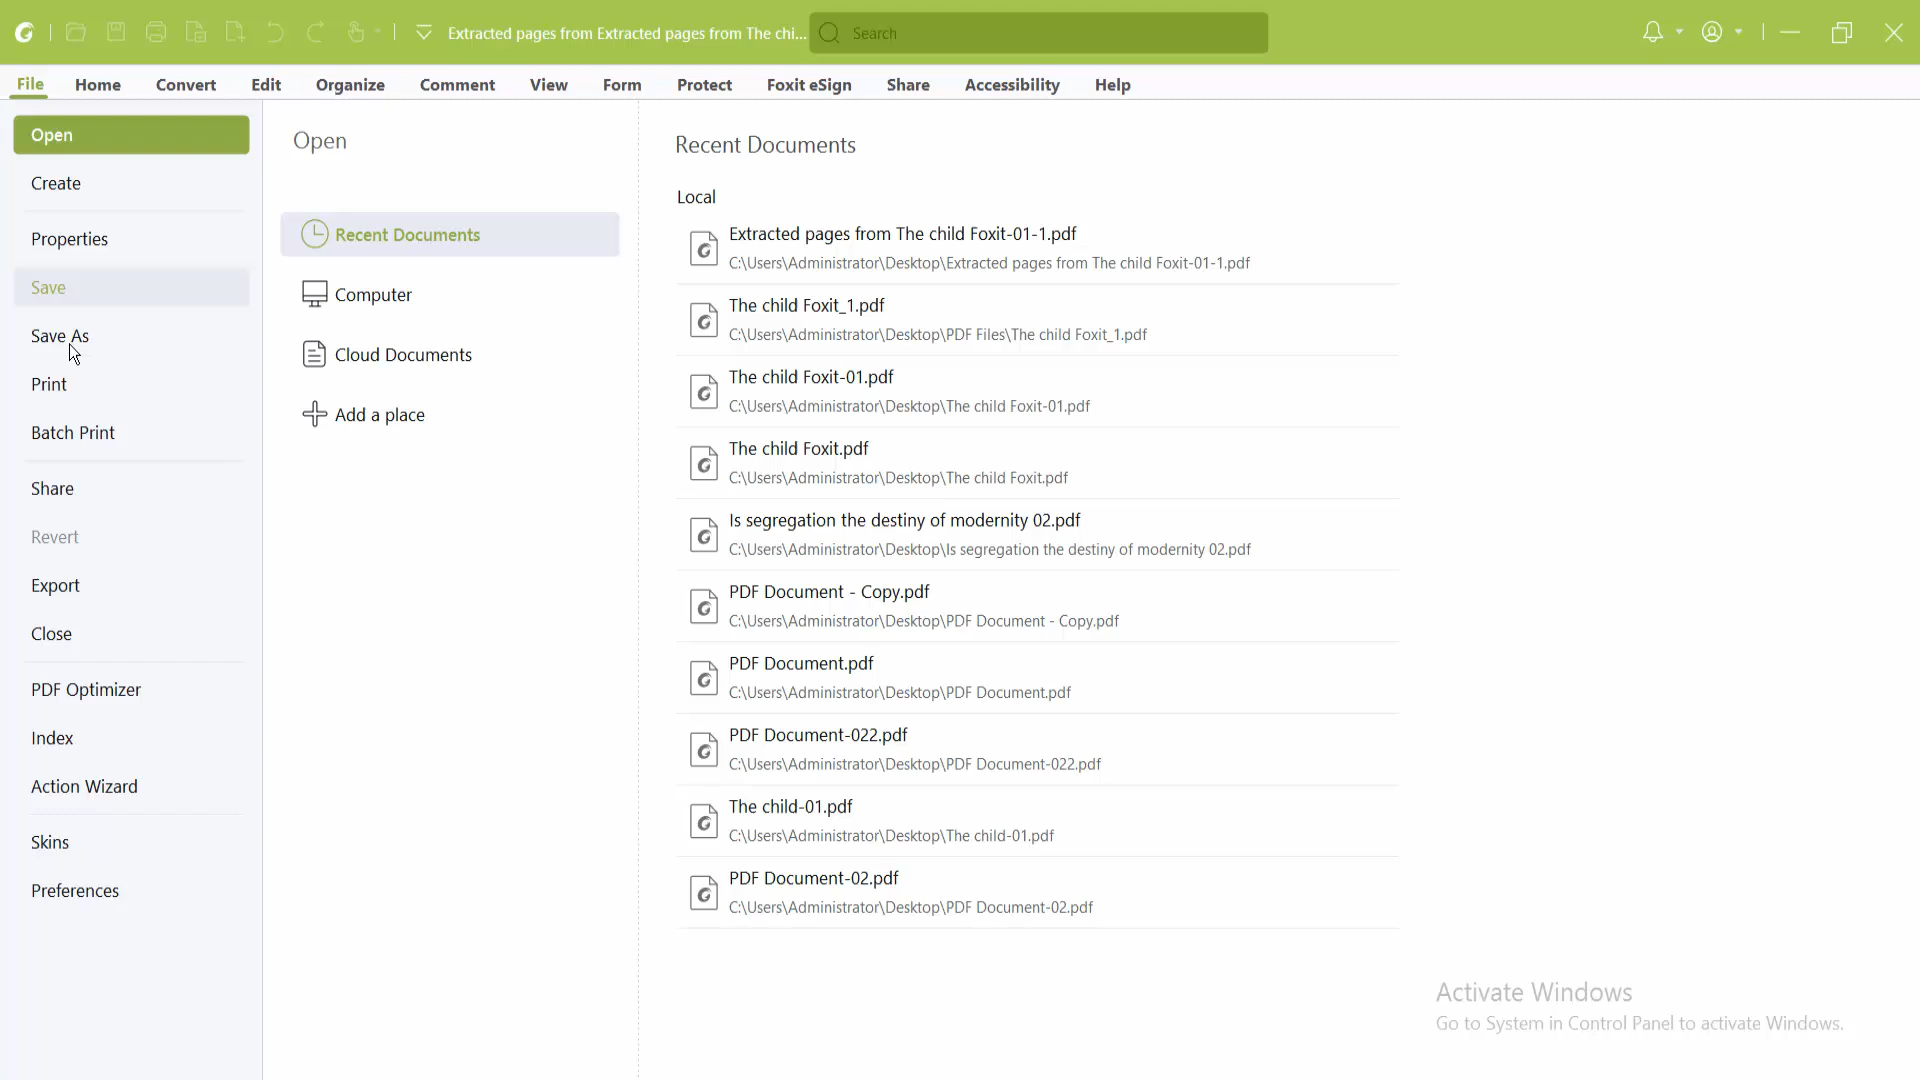 Extracted pages from Extracted pages from The chi...
Search
File
Home
Convert
Edit
Organize
Comment
View
Form
Protect
Foxit eSign
Share
Accessibility
Help
Open
Create
Properties
Save
Save As
Print
Batch Print
Share
Revert
Export
Close
PDF Optimizer
Index
Action Wizard
Skins
Preferences
Open
Recent Documents
Computer
Cloud Documents
Add a place
Recent Documents
Local
Extracted pages from The child Foxit-01-1.pdf
C:\Users\Administrator\Desktop\Extracted pages from The child Foxit-01-1.pdf
The child Foxit_1.pdf
C:\Users\Administrator\Desktop\PDF Files\The child Foxit_1.pdf
The child Foxit-01.pdf
C:\Users\Administrator\Desktop\The child Foxit-01.pdf
The child Foxit.pdf
C:\Users\Administrator\Desktop\The child Foxit.pdf
Is segregation the destiny of modernity 02.pdf
C:\Users\Administrator\Desktop\Is segregation the destiny of modernity 02.pdf
PDF Document - Copy.pdf
C:\Users\Administrator\Desktop\PDF Document - Copy.pdf
PDF Document.pdf
C:\Users\Administrator\Desktop\PDF Document.pdf
PDF Document-022.pdf
C:\Users\Administrator\Desktop\PDF Document-022.pdf
The child-01.pdf
C:\Users\Administrator\Desktop\The child-01.pdf
PDF Document-02.pdf
C:\Users\Administrator\Desktop\PDF Document-02.pdf
Activate Windows
Go to System in Control Panel to activate Windows.